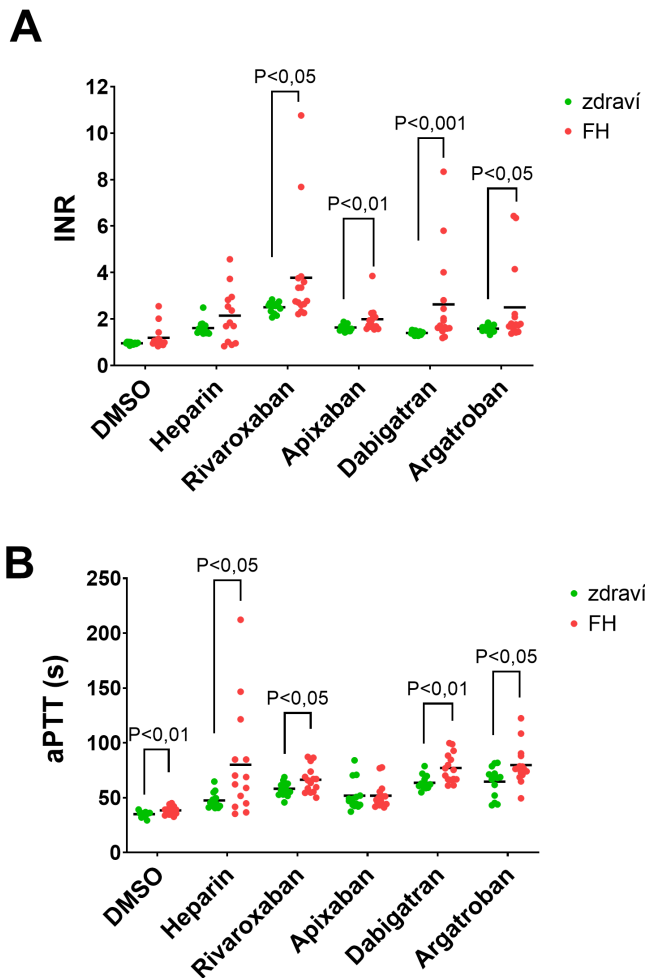 A
P<0,05
P<0,001
P<0,01
P<0,05
zdraví
FH
INR
12
10
8
6
4
2
0
DMSO
Heparin
Rivaroxaban
Apixaban
Dabigatran
Argatroban
B
P<0,05
P<0,01
P<0,05
P<0,01
P<0,05
zdraví
FH
aPTT (s)
250
200
150
100
50
0
DMSO
Heparin
Rivaroxaban
Apixaban
Dabigatran
Argatroban